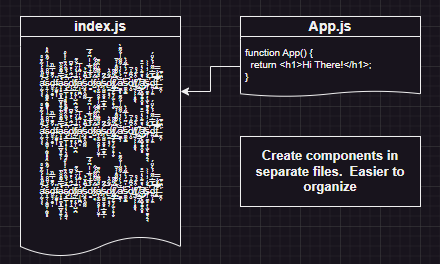 index.js
App.js
function App() {
return <h1>Hi There!</h1>;
}
Create components in
separate files.  Easier to
organize